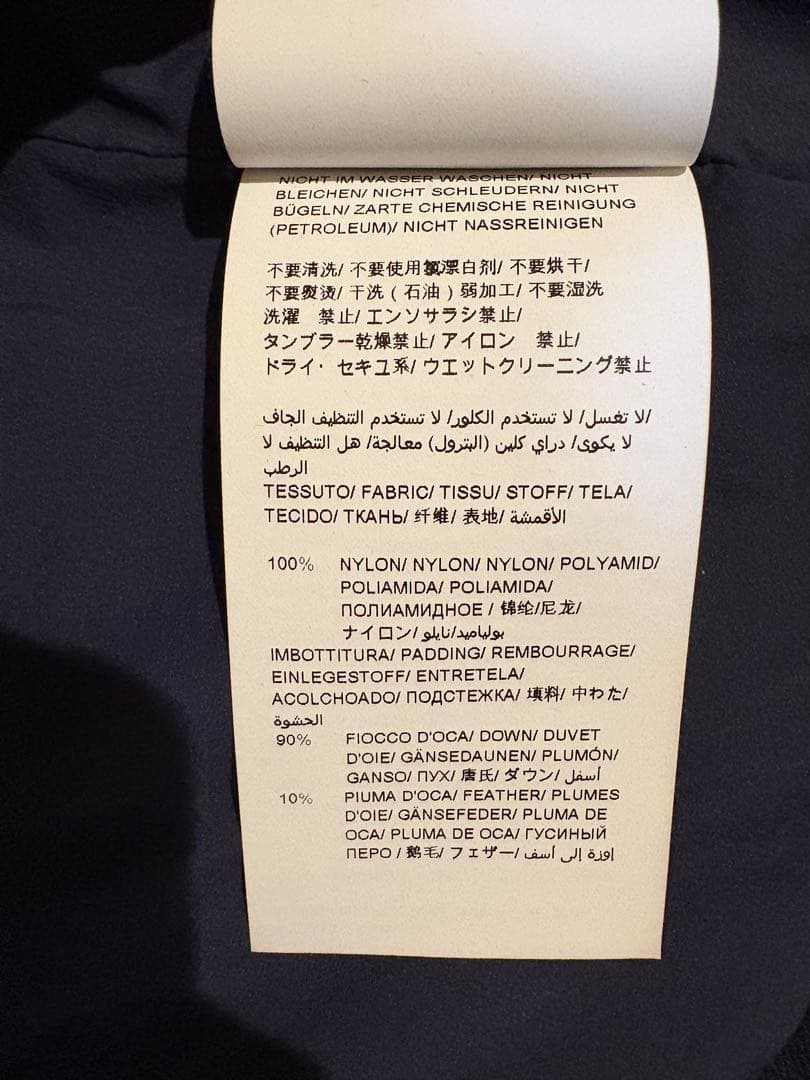 NICHT IM WASSER WASCHEN/ NICHT
BLEICHEN/ NICHT SCHLEUDERN/ NICHT
BÜGELN/ ZARTE CHEMISCHE REINIGUNG
(PETROLEUM)/ NICHT NASSREINIGEN
不要清洗/ 不要使用氯漂白剂/ 不要烘干/
不要熨烫/ 干洗 ( 石油 ) 弱加工/ 不要湿洗
洗濯　禁止/ エンソサラシ禁止/
タンブラー乾燥禁止/ アイロン　禁止/
ドライ・ セキユ系/ ウエットクリーニング禁止
/لا تغسل/ لا تستخدم الكلور/ لا تستخدم التنظيف الجاف
لا يكوى/ دراي كلين (البترول) معالجة/ هل التنظيف لا
الرطب
TESSUTO/ FABRIC/ TISSU/ STOFF/ TELA/
TECIDO/ ТКАНЬ/ 纤维/ 表地/ الأقمشة
100% NYLON/ NYLON/ NYLON/ POLYAMID/
POLIAMIDA/ POLIAMIDA/
ПОЛИАМИДНОЕ / 锦纶/尼龙/
ナイロン/ بولياميد/نايلو
IMBOTTITURA/ PADDING/ REMBOURRAGE/
EINLEGESTOFF/ ENTRETELA/
ACOLCHOADO/ ПОДСТЕЖКА/ 填料/ 中わた/
الحشوة
90% FIOCCO D'OCA/ DOWN/ DUVET
D'OIE/ GÄNSEDAUNEN/ PLUMÓN/
GANSO/ ПУХ/ 唐氏/ ダウン/ أسفل
10% PIUMA D'OCA/ FEATHER/ PLUMES
D'OIE/ GÄNSEFEDER/ PLUMA DE
OCA/ PLUMA DE OCA/ ГУСИНЫЙ
ПЕРО / 鹅毛/ フェザー/ إوزة إلى أسف